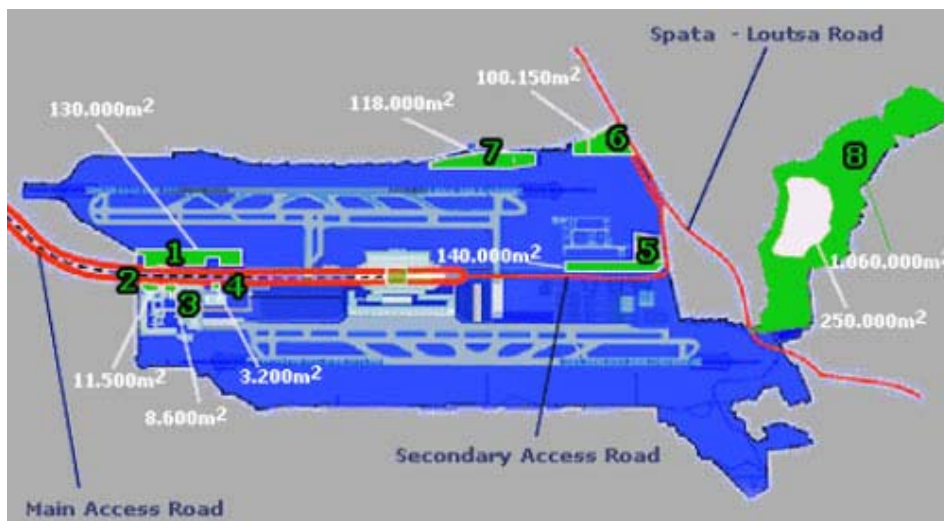 Spata - Loutsa Road
100.150m²
118.000m²
130.000m²
6
7
8
1
5
140.000m²
2
4
3
1.060.000m²
250.000m²
11.500m²
3.200m²
8.600m²
Secondary Access Road
Main Access Road